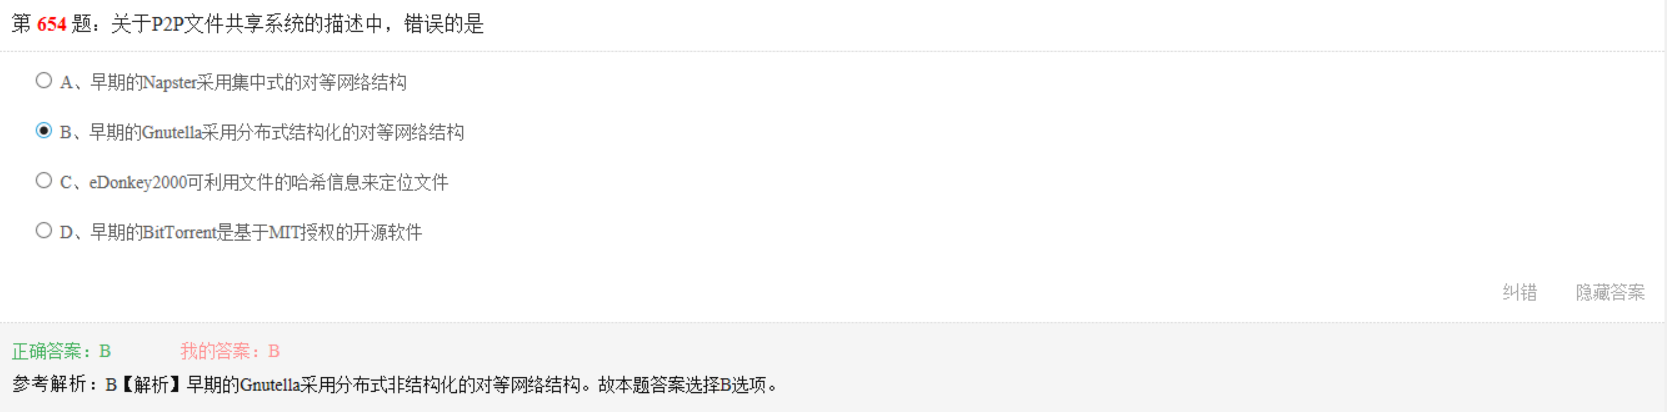 第 654 题：关于P2P文件共享系统的描述中，错误的是
A、早期的Napster采用集中式的对等网络结构
B、早期的Gnutella采用分布式结构化的对等网络结构
C、eDonkey2000可利用文件的哈希信息来定位文件
D、早期的BitTorrent是基于MIT授权的开源软件
纠错 隐藏答案
正确答案：B 我的答案：B
参考解析：B【解析】早期的Gnutella采用分布式非结构化的对等网络结构。故本题答案选择B选项。